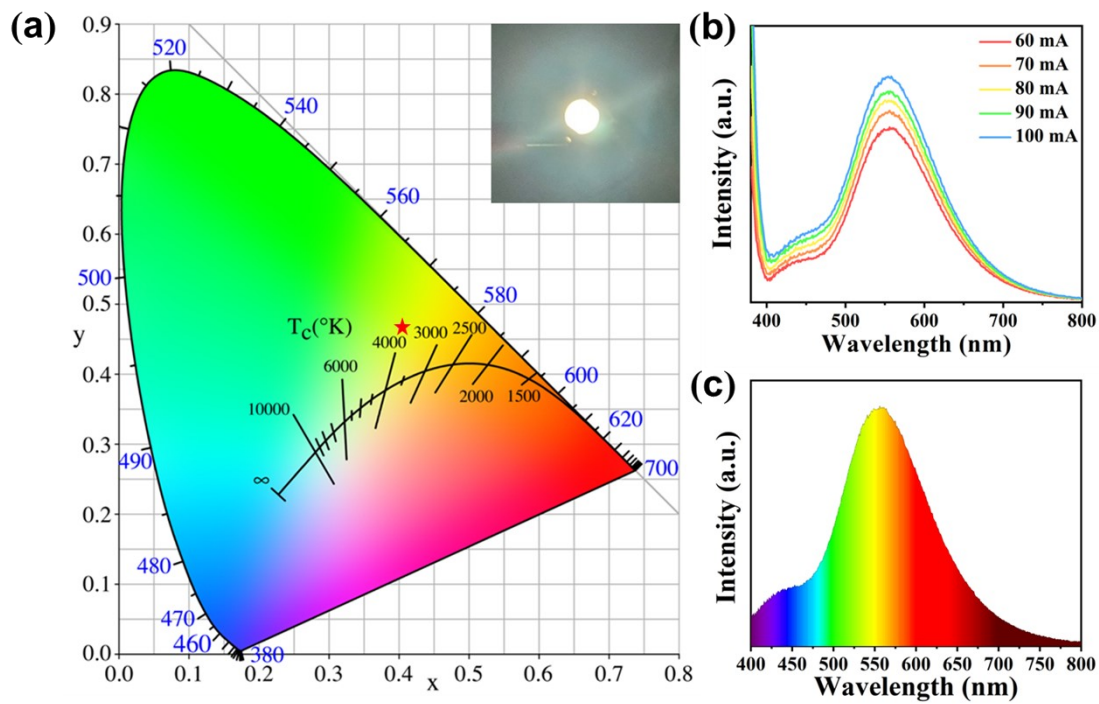 (a)
0.9
0.8
0.7
0.6
0.5
y
0.4
0.3
0.2
0.1
0.0
0.0
0.1
0.2
0.3
0.4
0.5
0.6
0.7
0.8
x
520
540
560
580
600
620
700
500
490
480
470
460
380
Tc(°K)
4000
3000
2500
6000
2000
1500
10000
∞
(b)
60 mA
70 mA
80 mA
90 mA
100 mA
Intensity (a.u.)
400 500 600 700 800
Wavelength (nm)
(c)
Intensity (a.u.)
400 450 500 550 600 650 700 750 800
Wavelength (nm)